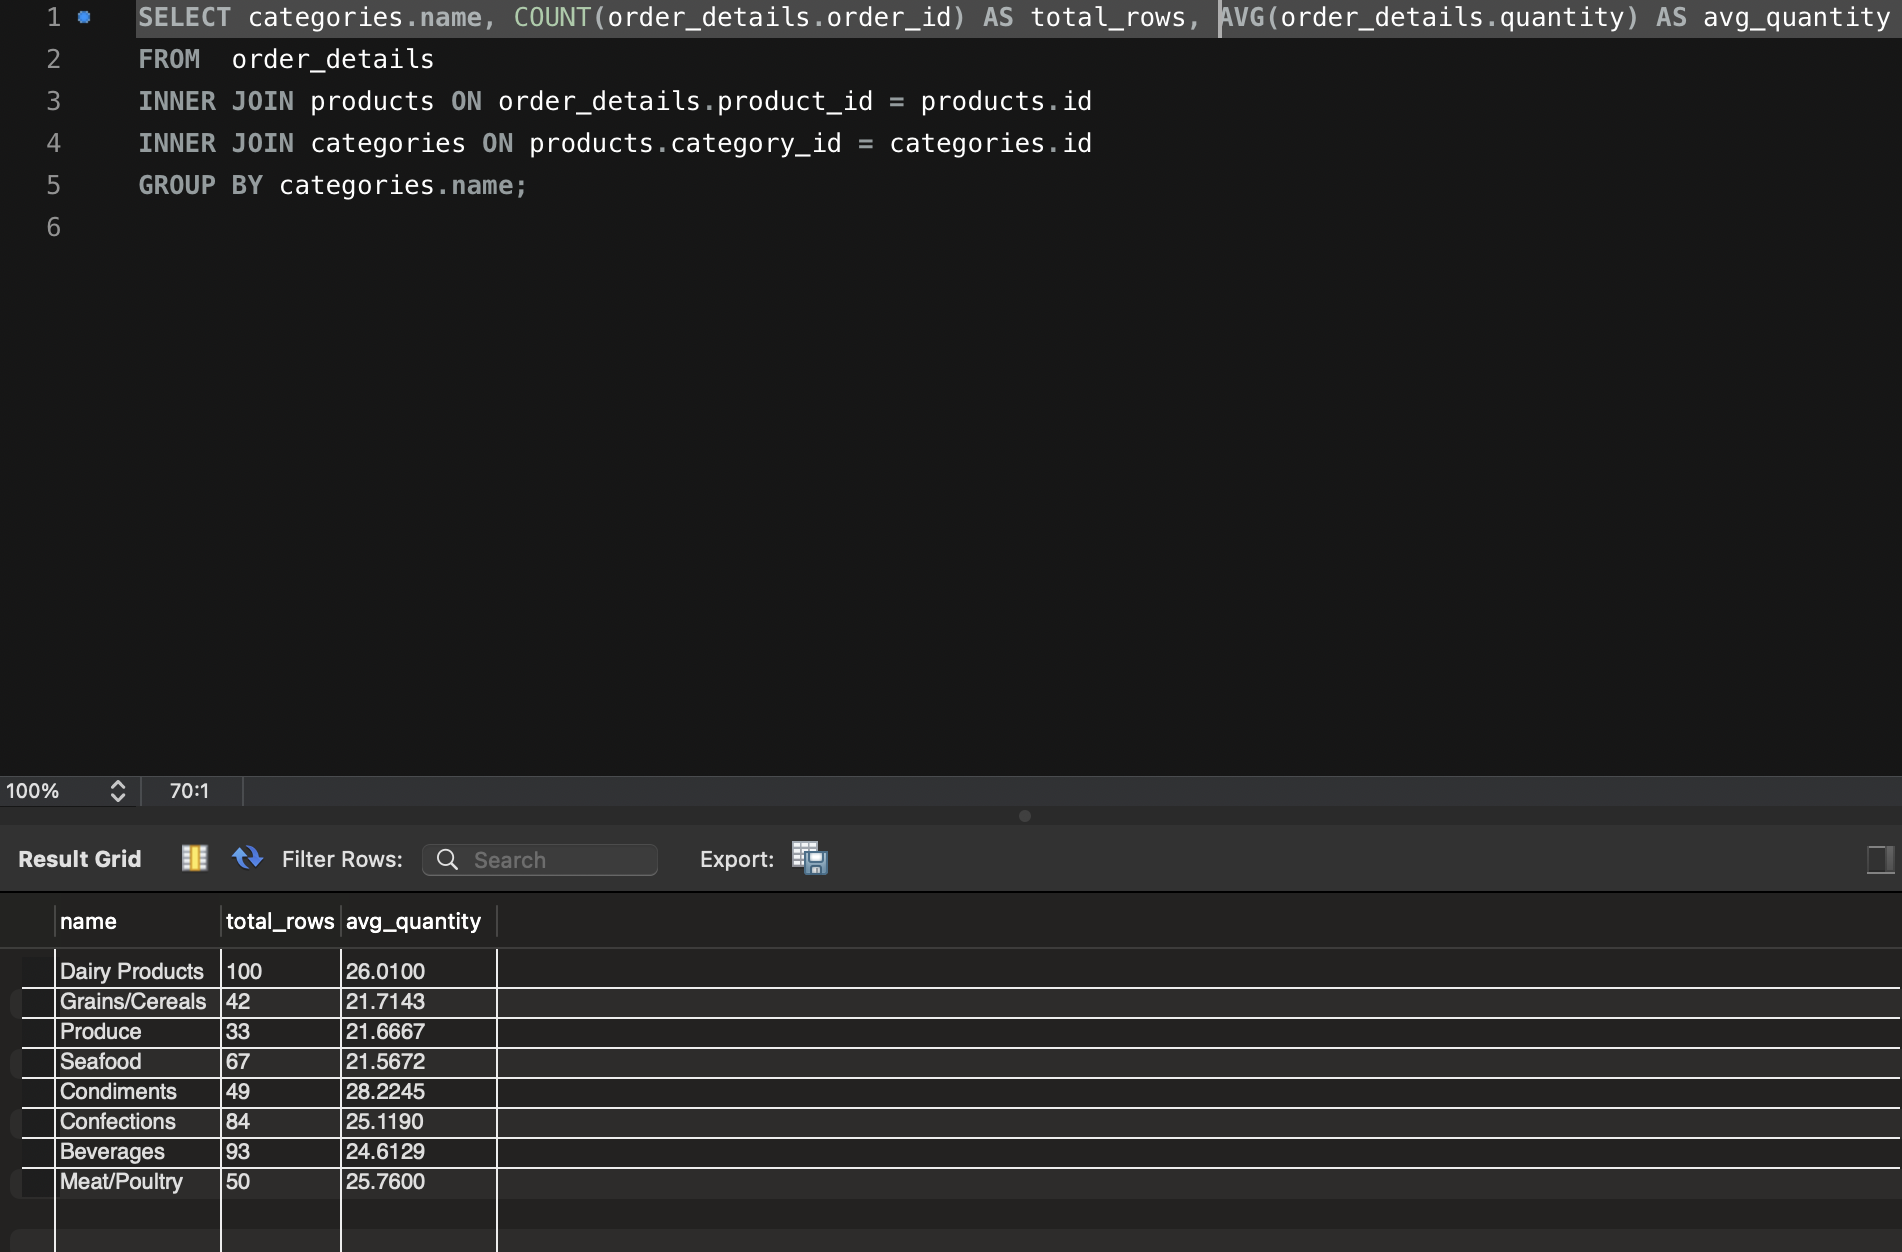 1 SELECT categories.name, COUNT(order_details.order_id) AS total_rows, AVG(order_details.quantity) AS avg_quantity
2 FROM  order_details
3 INNER JOIN products ON order_details.product_id = products.id
4 INNER JOIN categories ON products.category_id = categories.id
5 GROUP BY categories.name;
6
100% 70:1
Result Grid Filter Rows: Search Export:
name total_rows avg_quantity
Dairy Products 100 26.0100
Grains/Cereals 42 21.7143
Produce 33 21.6667
Seafood 67 21.5672
Condiments 49 28.2245
Confections 84 25.1190
Beverages 93 24.6129
Meat/Poultry 50 25.7600